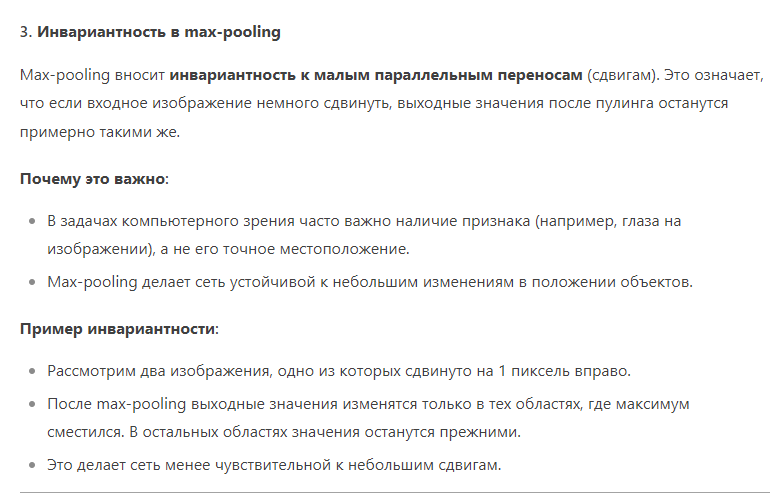 3. Инвариантность в max-pooling
Max-pooling вносит инвариантность к малым параллельным переносам (сдвигам). Это означает,
что если входное изображение немного сдвинуть, выходные значения после пулинга останутся
примерно такими же.
Почему это важно:
• В задачах компьютерного зрения часто важно наличие признака (например, глаза на
изображении), а не его точное местоположение.
• Max-pooling делает сеть устойчивой к небольшим изменениям в положении объектов.
Пример инвариантности:
• Рассмотрим два изображения, одно из которых сдвинуто на 1 пиксель вправо.
• После max-pooling выходные значения изменятся только в тех областях, где максимум
сместился. В остальных областях значения останутся прежними.
• Это делает сеть менее чувствительной к небольшим сдвигам.